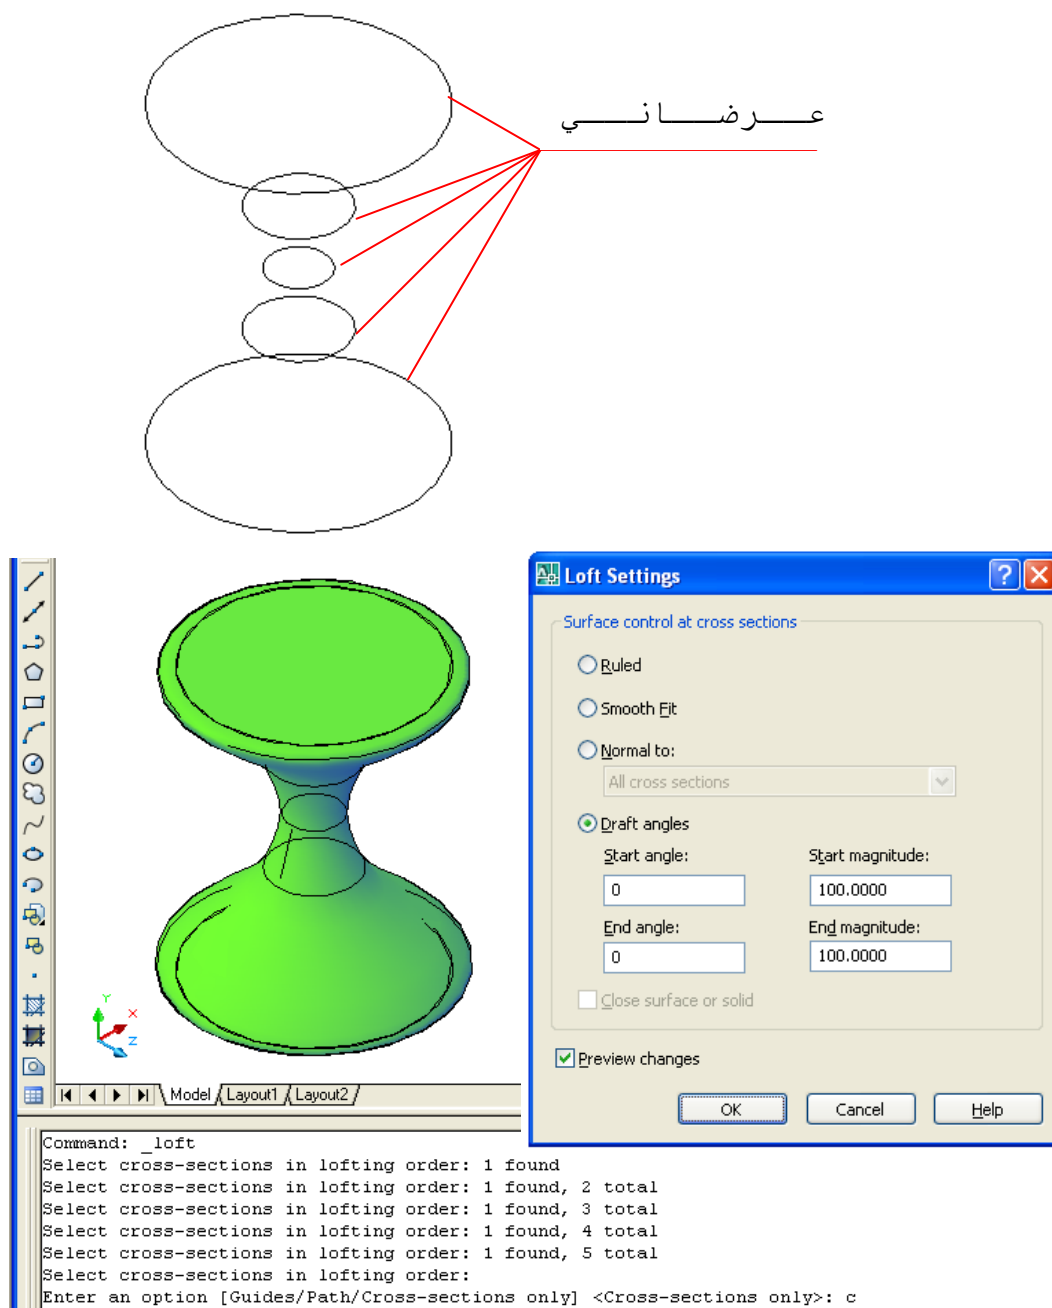 عـــرضـــانـــي
Loft Settings
Surface control at cross sections
Ruled
Smooth Fit
Normal to:
All cross sections
Draft angles
Start angle: Start magnitude:
0 100.0000
End angle: End magnitude:
0 100.0000
Close surface or solid
Preview changes
OK Cancel Help
Y
X
Z
Model Layout1 Layout2
Command: _loft
Select cross-sections in lofting order: 1 found
Select cross-sections in lofting order: 1 found, 2 total
Select cross-sections in lofting order: 1 found, 3 total
Select cross-sections in lofting order: 1 found, 4 total
Select cross-sections in lofting order: 1 found, 5 total
Select cross-sections in lofting order:
Enter an option [Guides/Path/Cross-sections only] <Cross-sections only>: c